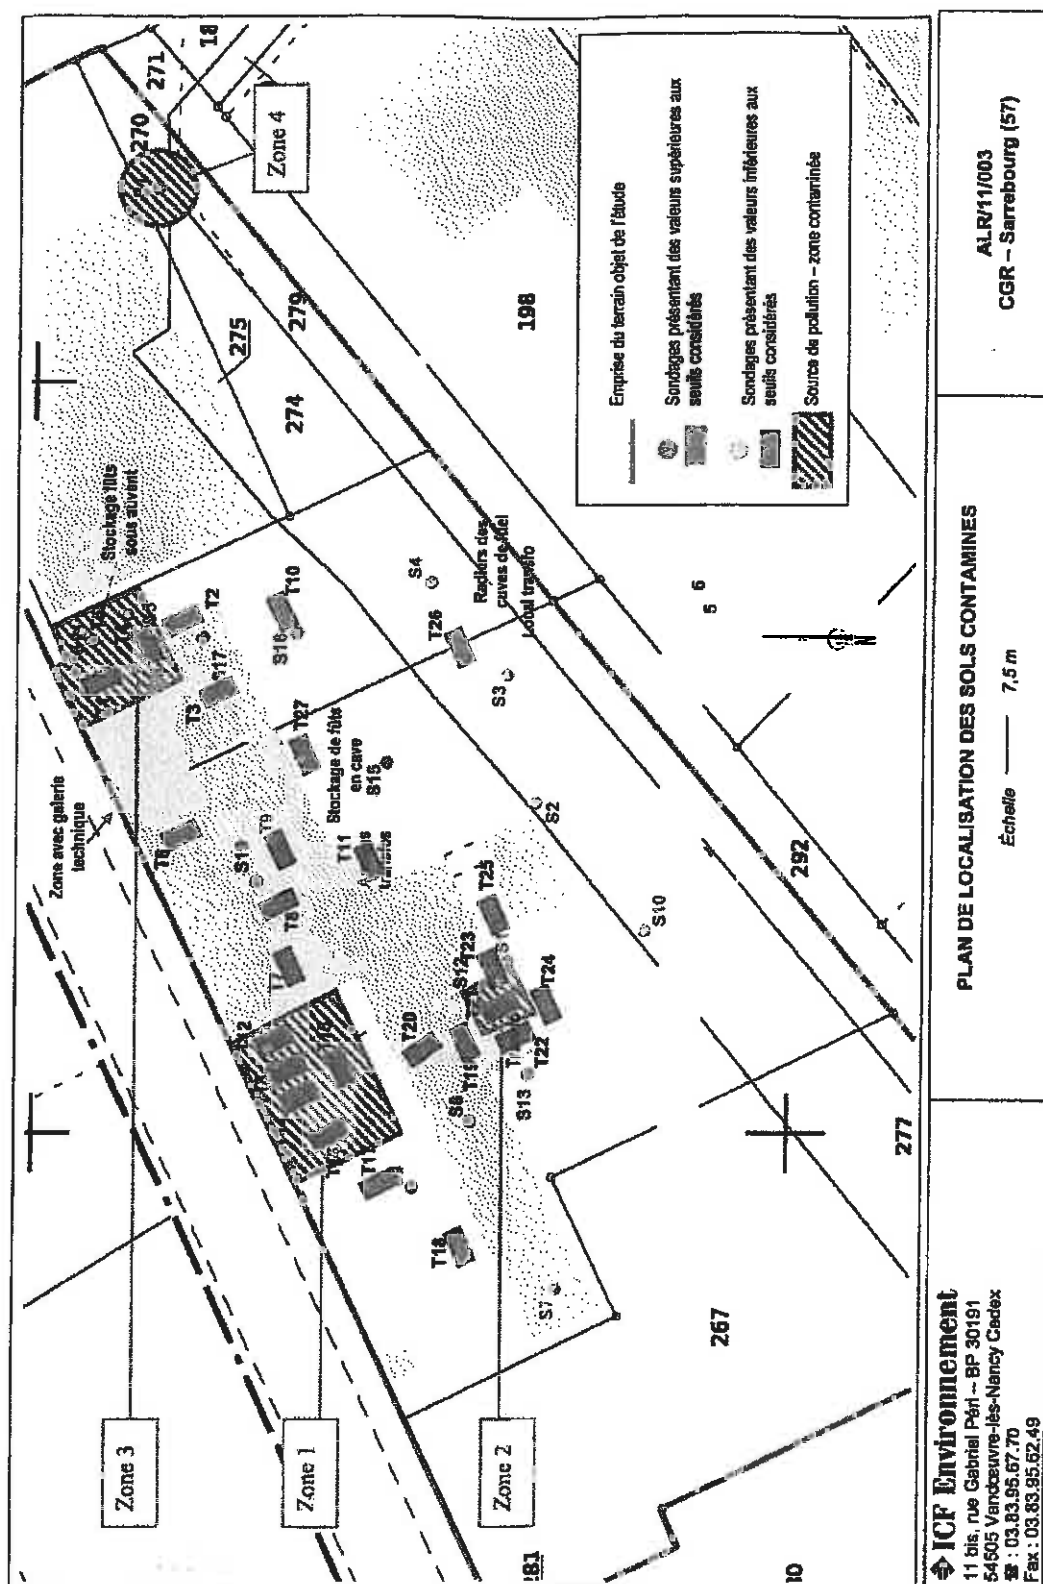 Zone 3
Zone 1
Zone 2
Zone 4
Zone avec galerie
technique
Stockage fûts
sous auvent
Stockage de fûts
en cave
Radiers des
cuves de fuel
Local transfo
270
271
18
275
279
274
198
292
277
267
281
5
6
T2
T3
S17
T10
S16
T26
S4
S3
T27
S15
T6
T9
T8
T11
S2
T25
T23
S12
S10
T24
T20
T19
T22
S13
S8
T18
S7
N
Emprise du terrain objet de l'étude
Sondages présentant des valeurs supérieures aux
seuils considérés
Sondages présentant des valeurs inférieures aux
seuils considérés
Source de pollution – zone contaminée
ICF Environnement
11 bis, rue Gabriel Péri – BP 30191
54505 Vandœuvre-lès-Nancy Cedex
☎ : 03.83.95.67.70
Fax : 03.83.95.62.49
PLAN DE LOCALISATION DES SOLS CONTAMINES
Échelle 7,5 m
ALR/11/003
CGR – Sarrebourg (57)